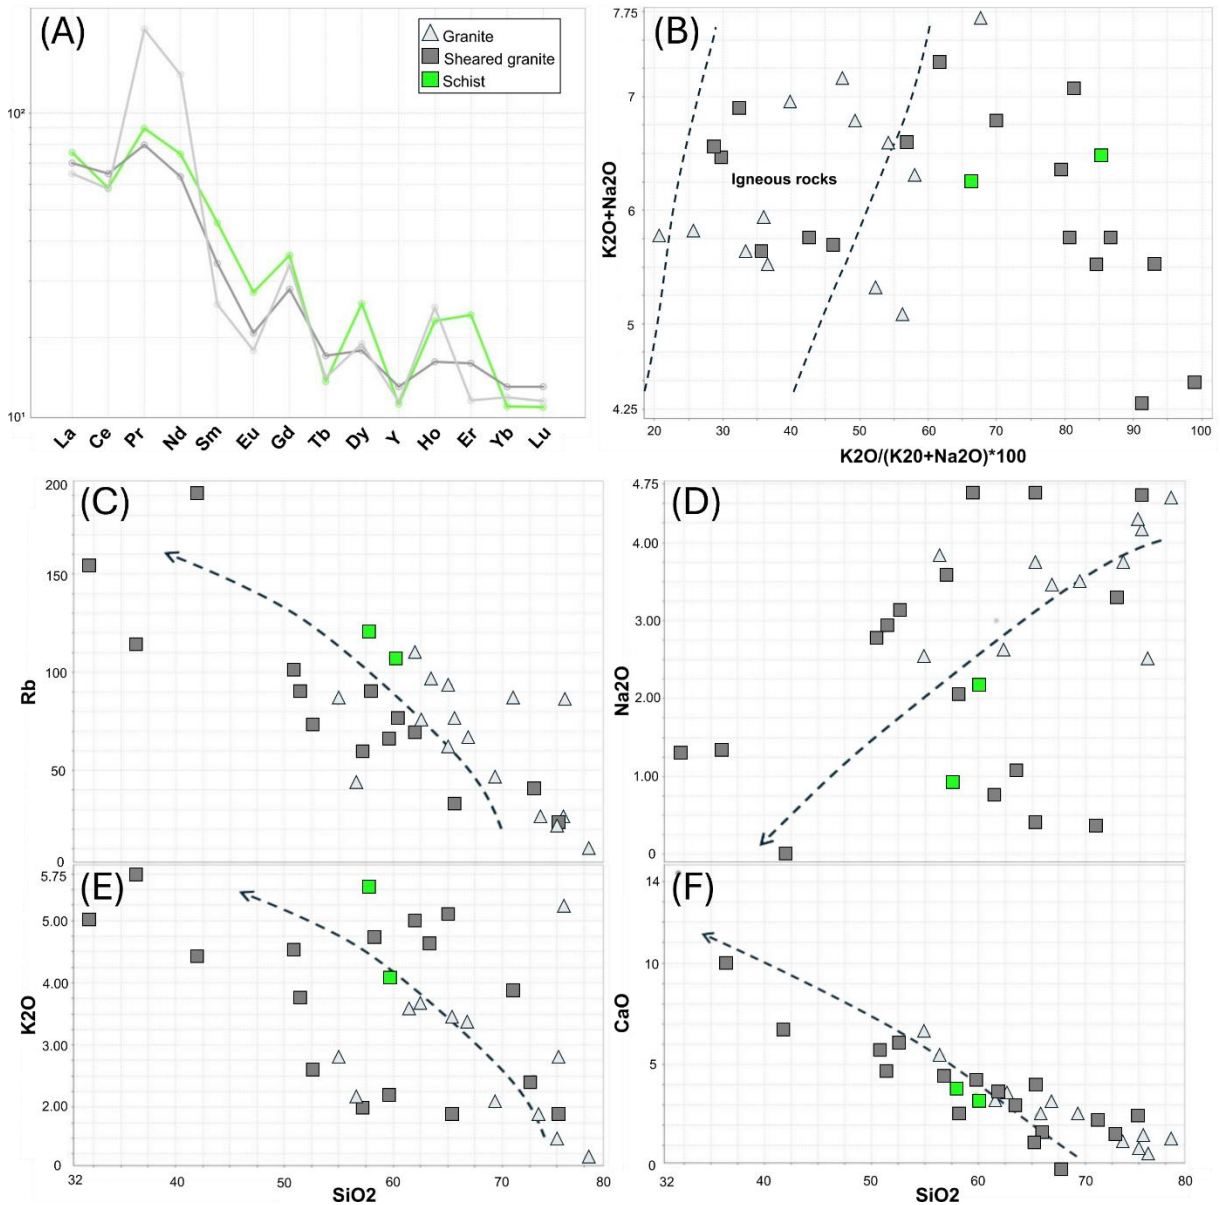 (A)
Granite
Sheared granite
Schist
10²
10¹
La Ce Pr Nd Sm Eu Gd Tb Dy Y Ho Er Yb Lu
(B)
7.75
7
6
5
4.25
K2O+Na2O
Igneous rocks
20 30 40 50 60 70 80 90 100
K2O/(K20+Na2O)*100
(C)
200
150
100
50
0
Rb
(D)
4.75
4.00
3.00
2.00
1.00
0
Na2O
(E)
5.75
5.00
4.00
3.00
2.00
0
K2O
32 40 50 60 70 80
SiO2
(F)
14
10
5
0
CaO
32 40 50 60 70 80
SiO2